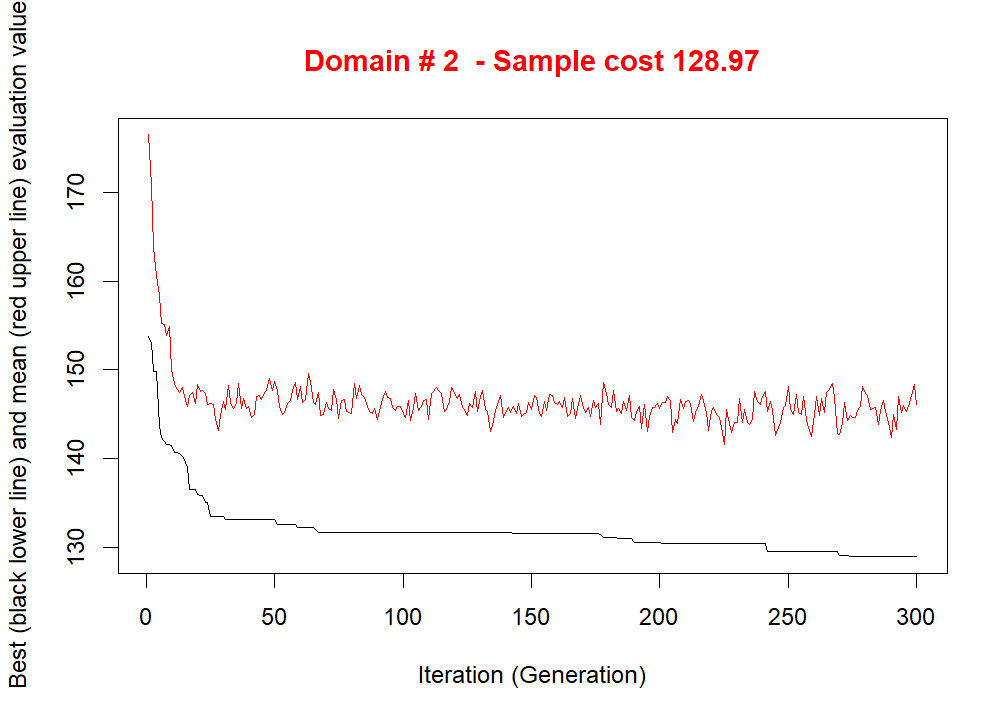 Domain # 2  - Sample cost 128.97
Best (black lower line) and mean (red upper line) evaluation value
170
160
150
140
130
0 50 100 150 200 250 300
Iteration (Generation)